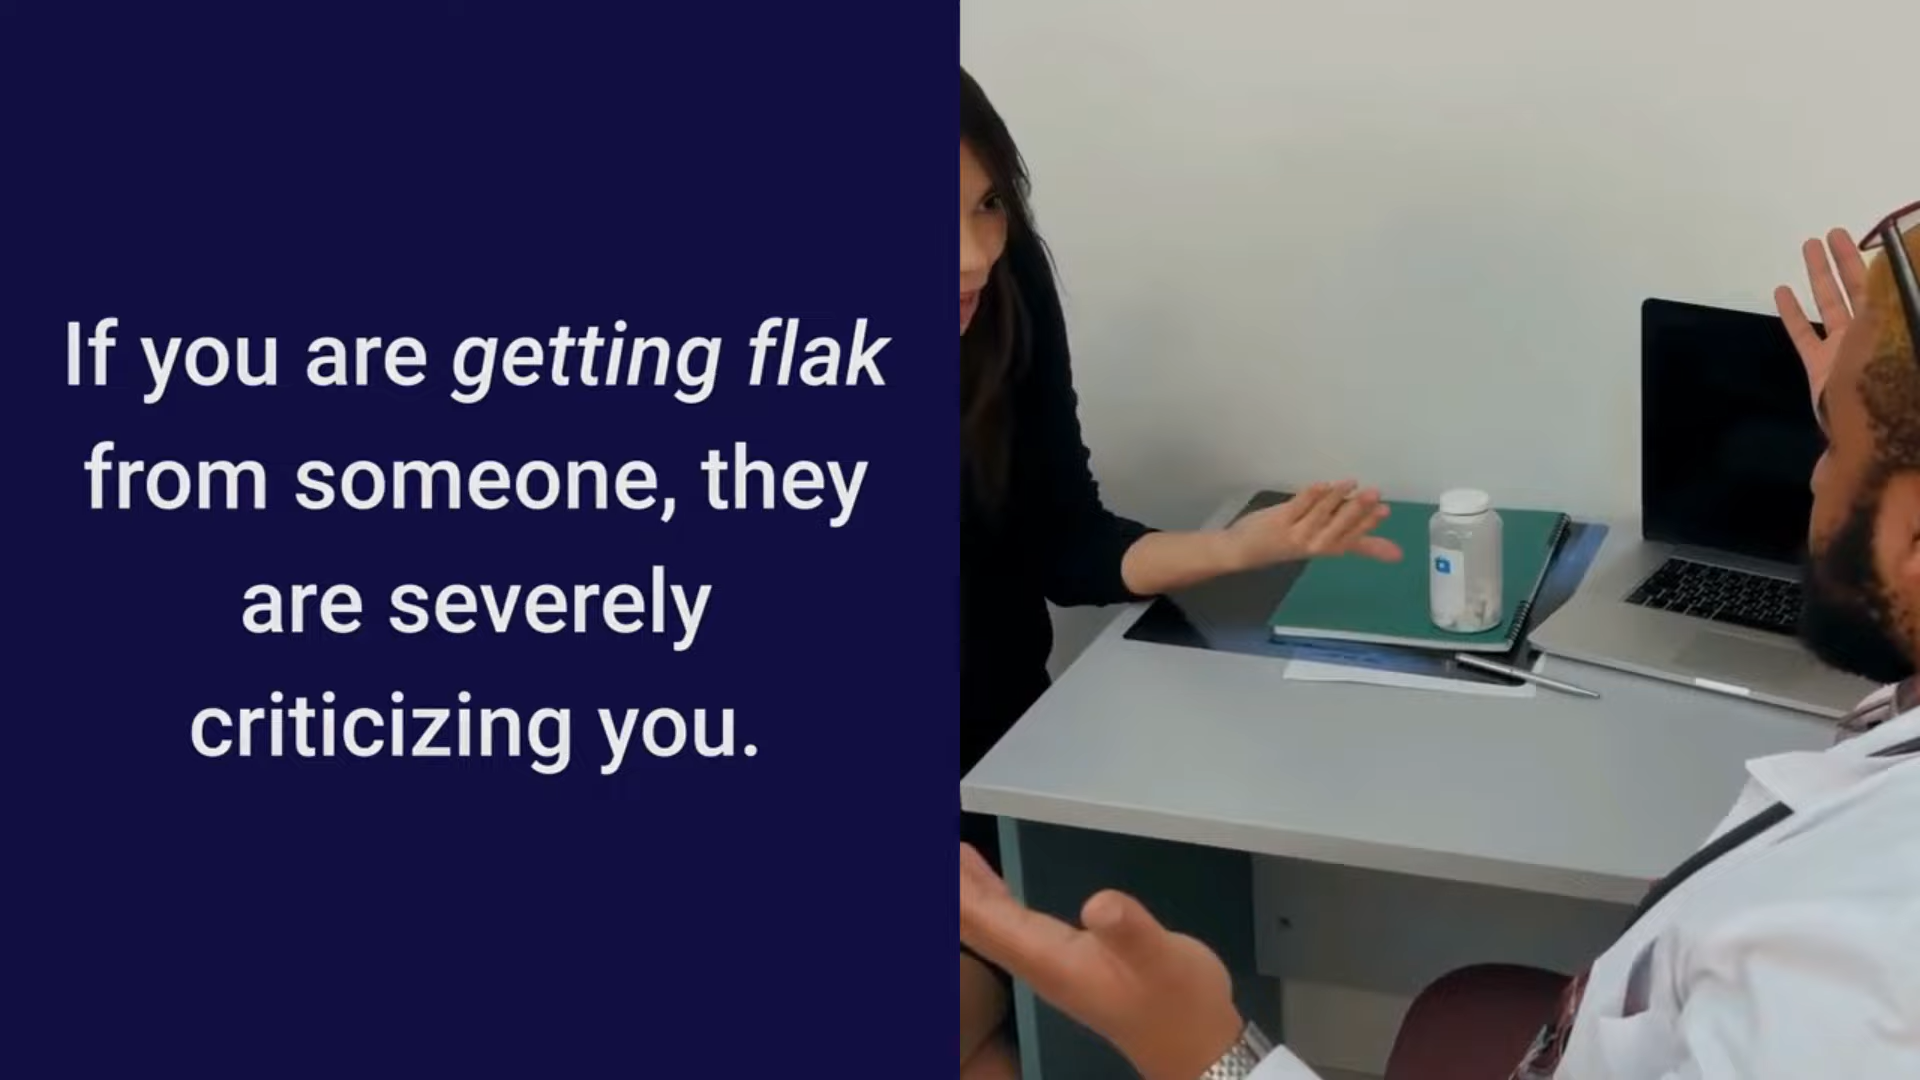 If you are getting flak
from someone, they
are severely
criticizing you.